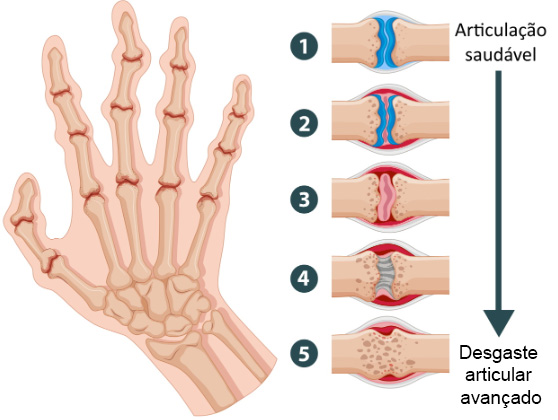 1
Articulação
saudável
2
3
4
5
Desgaste
articular
avançado